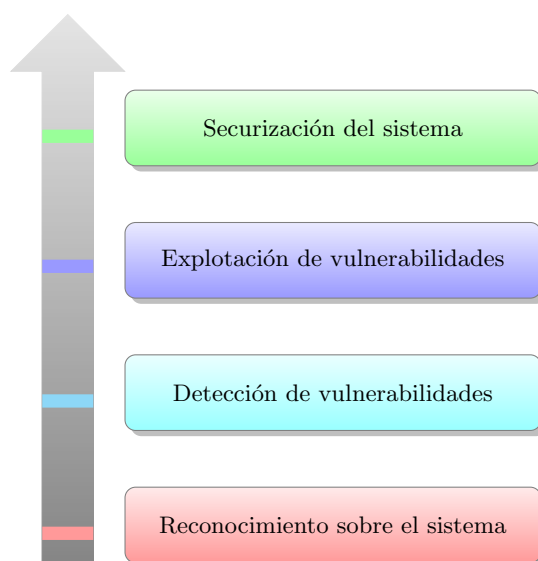 Securización del sistema
Explotación de vulnerabilidades
Detección de vulnerabilidades
Reconocimiento sobre el sistema